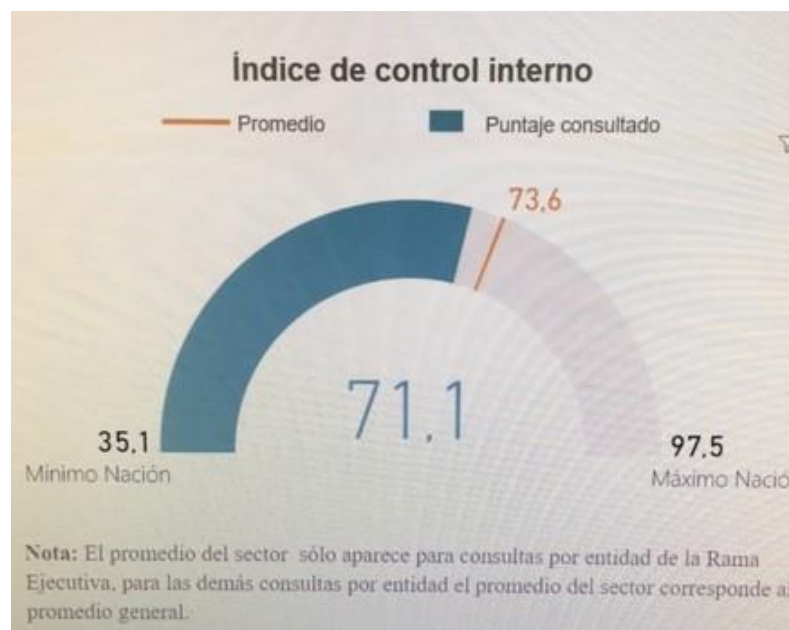 Índice de control interno
Promedio
Puntaje consultado
73,6
71,1
35,1
Mínimo Nación
97,5
Máximo Nació
Nota: El promedio del sector sólo aparece para consultas por entidad de la Rama
Ejecutiva, para las demás consultas por entidad el promedio del sector corresponde a
promedio general.